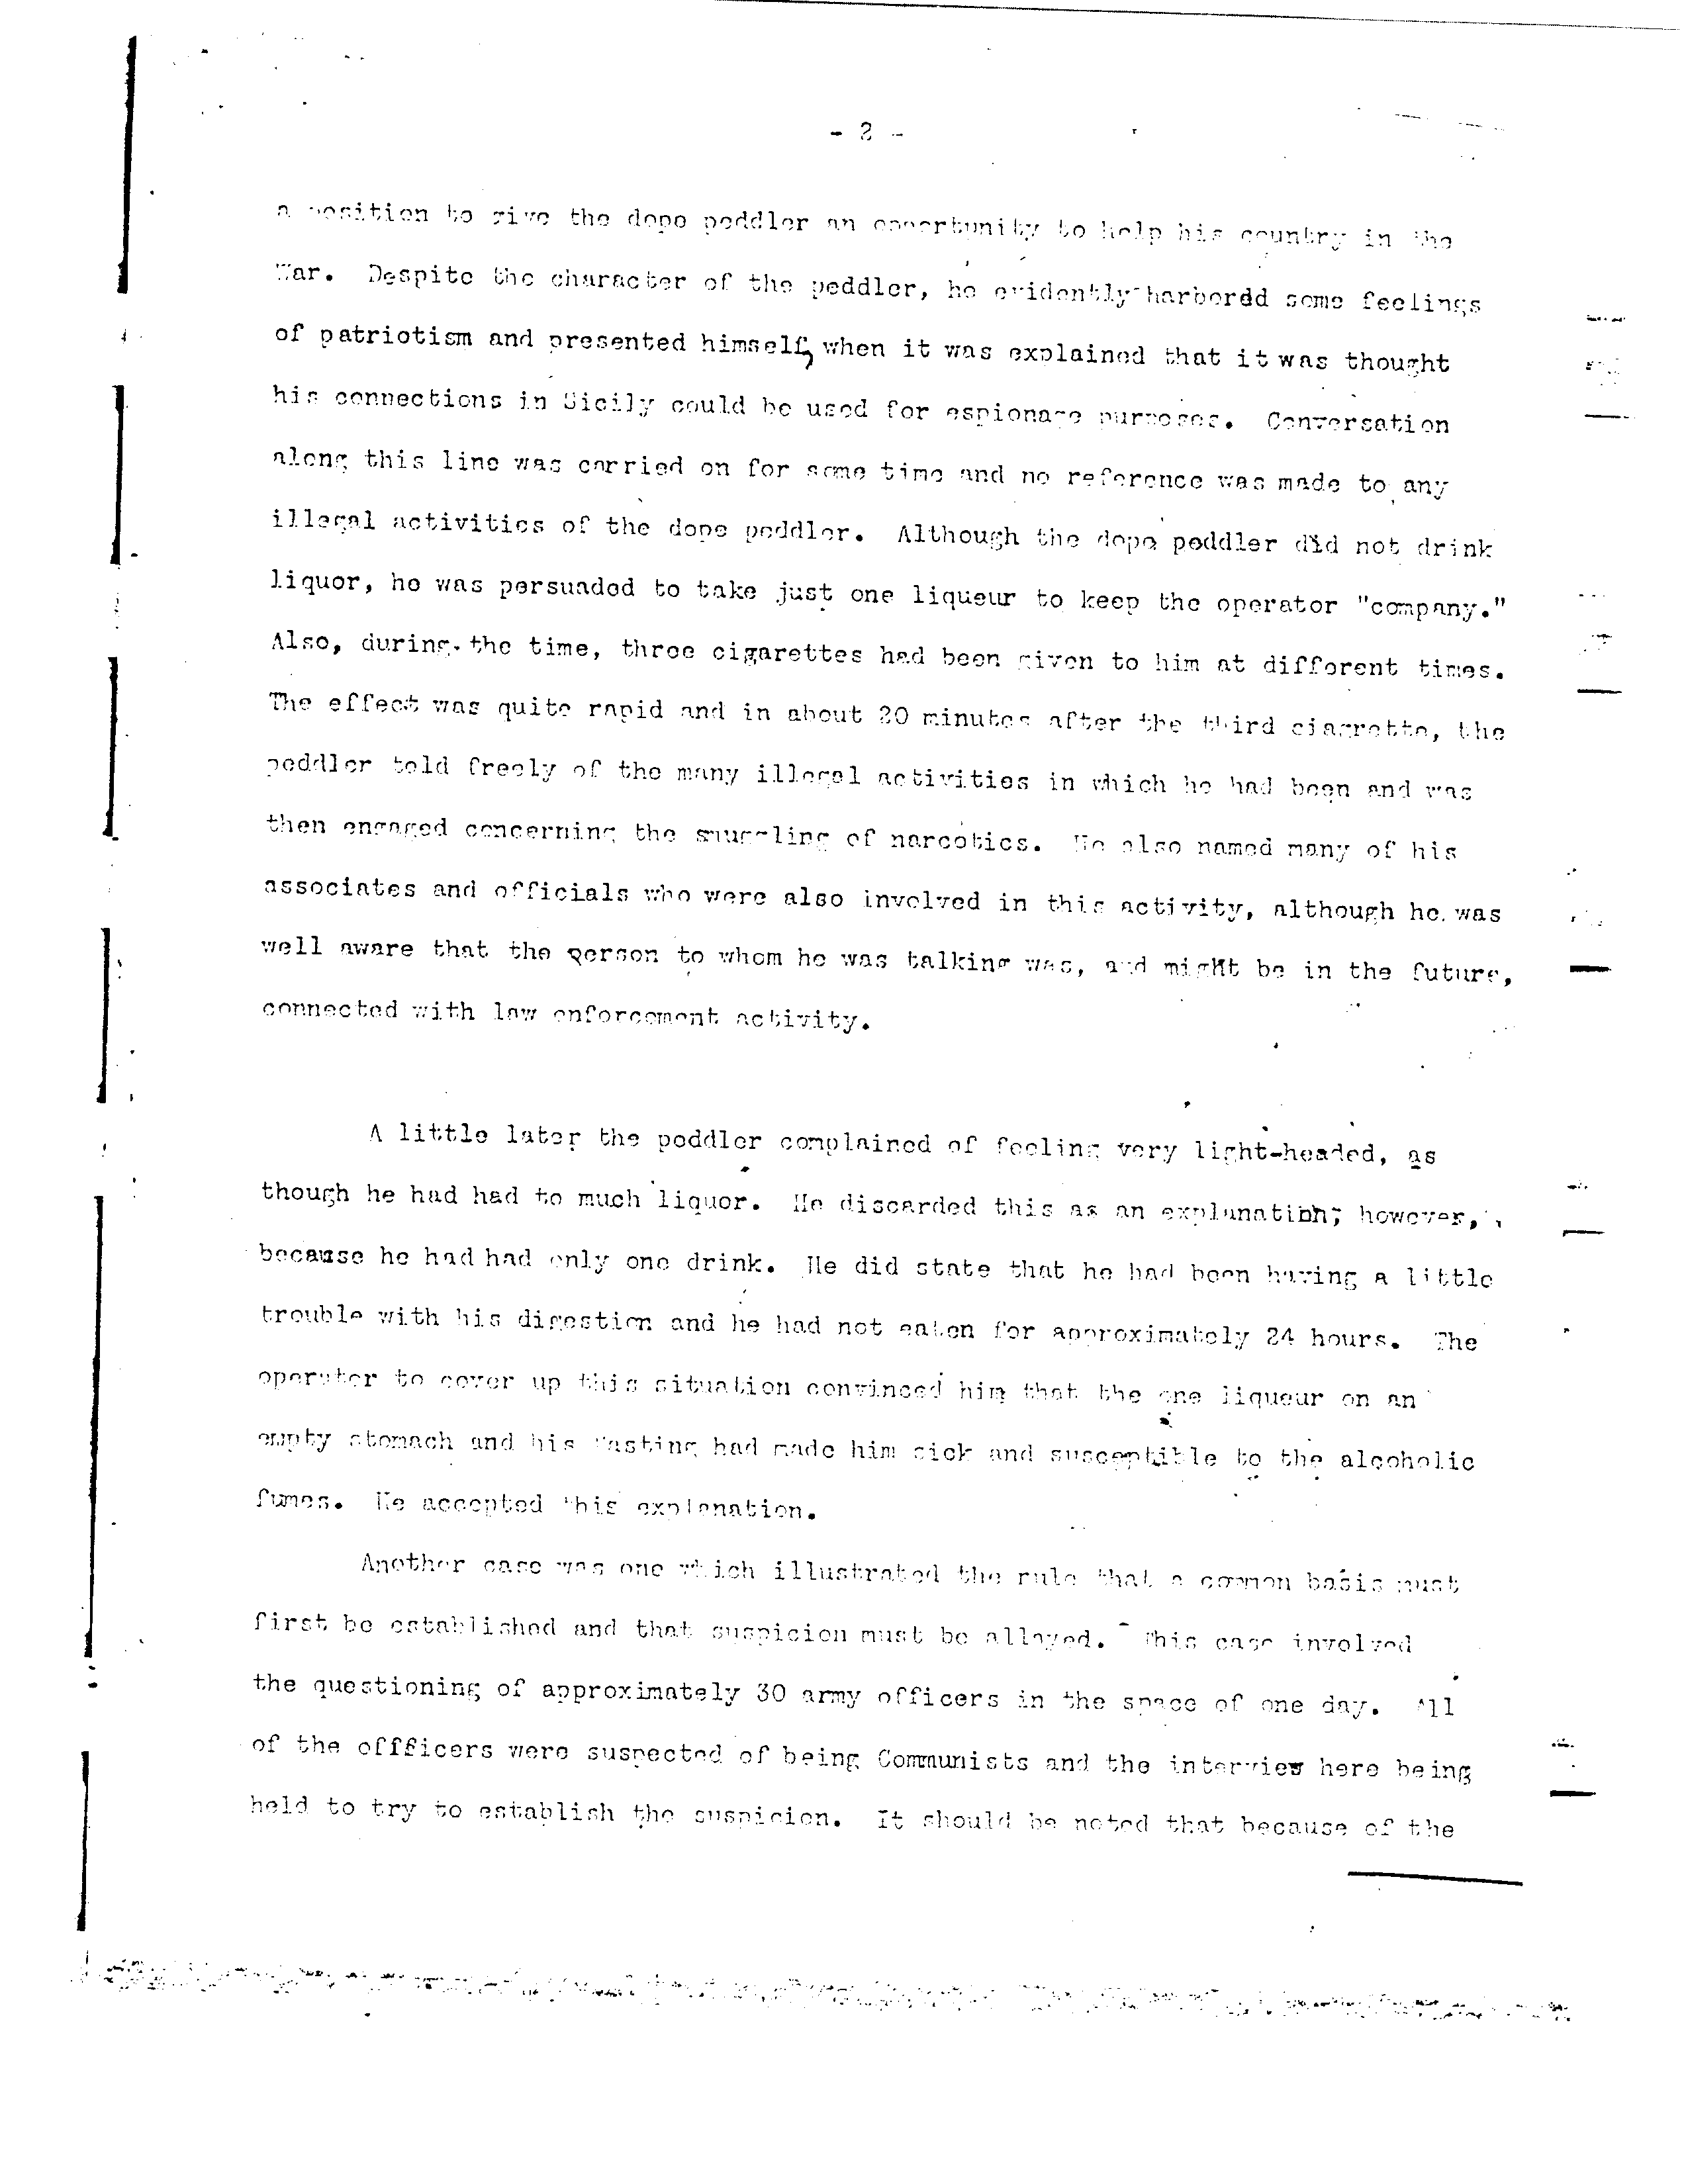 - 2 -
a position to give the dope peddler an opportunity to help his country in the
War. Despite the character of the peddler, he evidently harbordd some feelings
of patriotism and presented himself, when it was explained that it was thought
his connections in Sicily could be used for espionage purposes. Conversation
along this line was carried on for some time and no reference was made to any
illegal activities of the dope peddler. Although the dope peddler did not drink
liquor, he was persuaded to take just one liqueur to keep the operator "company."
Also, during the time, three cigarettes had been given to him at different times.
The effect was quite rapid and in about 20 minutes after the third ciagrette, the
peddler told freely of the many illegal activities in which he had been and was
then engaged concerning the smuggling of narcotics. He also named many of his
associates and officials who were also involved in this activity, although he was
well aware that the person to whom he was talking was, and might be in the future,
connected with law enforcement activity.
A little later the peddler complained of feeling very light-headed, as
though he had had to much liquor. He discarded this as an explanation; however,
because he had had only one drink. He did state that he had been having a little
trouble with his digestion and he had not eaten for approximately 24 hours. The
operator to cover up this situation convinced him that the one liqueur on an
empty stomach and his fasting had made him sick and susceptible to the alcoholic
fumes. He accepted this explanation.
Another case was one which illustrated the rule that a common basis must
first be established and that suspicion must be allayed. This case involved
the questioning of approximately 30 army officers in the space of one day. All
of the offficers were suspected of being Communists and the interview here being
held to try to establish the suspicion. It should be noted that because of the